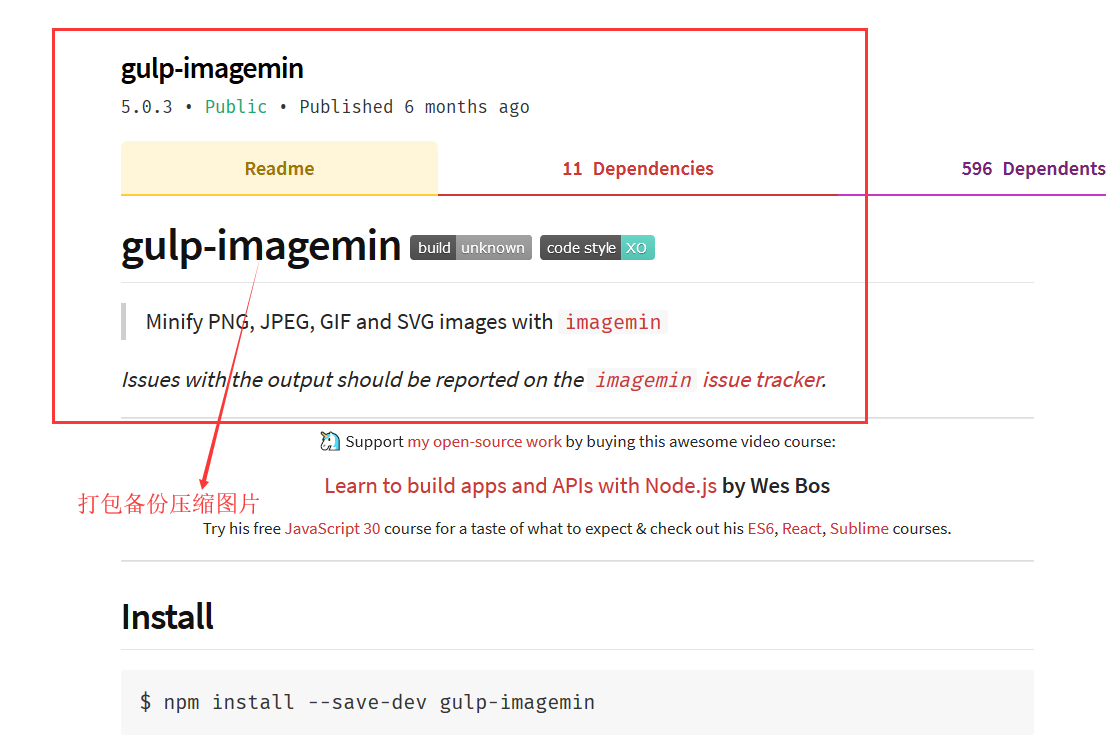 gulp-imagemin
5.0.3 • Public • Published 6 months ago
Readme 11 Dependencies 596 Dependents
gulp-imagemin build unknown code style XO
Minify PNG, JPEG, GIF and SVG images with imagemin
Issues with the output should be reported on the imagemin issue tracker.
Support my open-source work by buying this awesome video course:
Learn to build apps and APIs with Node.js by Wes Bos
打包备份压缩图片
Try his free JavaScript 30 course for a taste of what to expect & check out his ES6, React, Sublime courses.
Install
$ npm install --save-dev gulp-imagemin